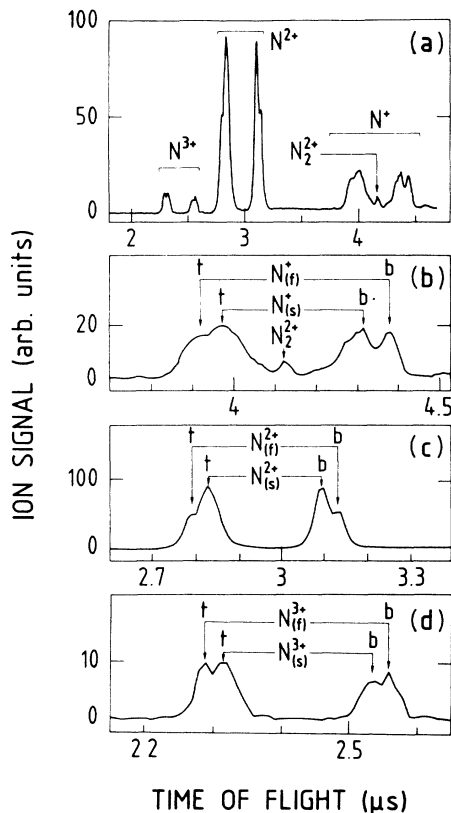 100
N2+
(a)
50
N3+
N22+
N+
0
2
3
4
t
N+(f)
b
(b)
t
N+(s)
b
20
N22+
0
4
4.5
t
N2+(f)
b
(c)
t
N2+(s)
b
100
0
2.7
3
3.3
t
N3+(f)
b
(d)
t
N3+(s)
b
10
0
2 2
2.5
ION SIGNAL (arb. units)
TIME OF FLIGHT (μs)